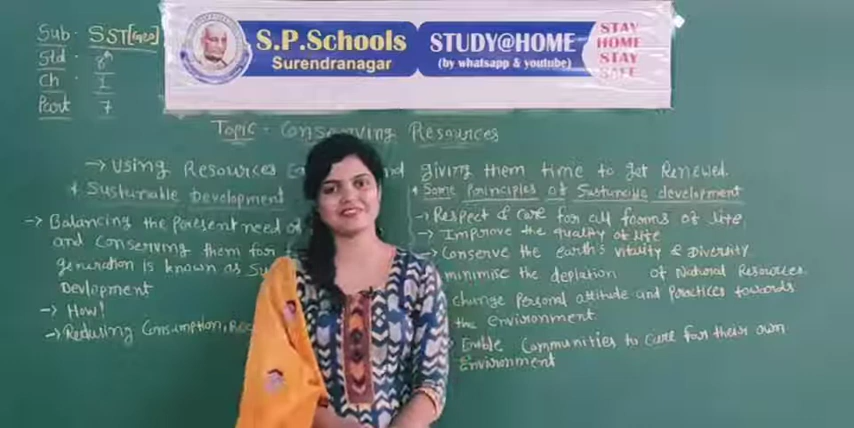 Sub. SST[Geo]
Std. 8th
Ch. 1
Part 7
S.P.Schools
Surendranagar
STUDY@HOME
(by whatsapp & youtube)
STAY
HOME
STAY
SAFE
Topic - Conserving Resources
→ Using Resources giving them time to get Renewed.
* Sustainable Development
→ Balancing the present need of
and conserving them for
generation is known as
Devlopment
→ How!
→ Reducing Consumption,
* Some Principles of Sustainable development
→ Respect & care for all forms of life
→ Improve the quality of life
→ Conserve the earth's vitality & Diversity
minimise the depletion of Natural Resources
change Personal attitude and Practices towards
the environment.
Enable Communities to care for their own
Environment